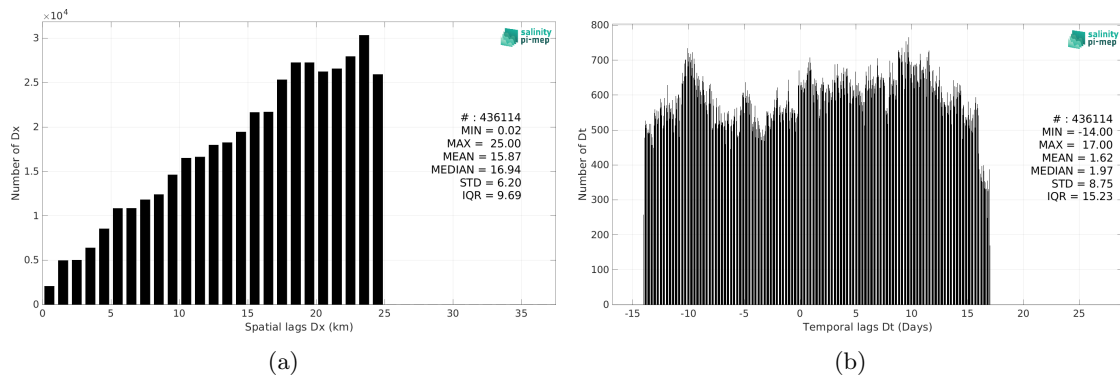 ×10⁴
3
2.5
2
1.5
1
0.5
0
Number of Dx
0 5 10 15 20 25 30 35
Spatial lags Dx (km)
salinity
pi-mep
# : 436114
MIN = 0.02
MAX = 25.00
MEAN = 15.87
MEDIAN = 16.94
STD = 6.20
IQR = 9.69
(a)
800
700
600
500
400
300
200
100
0
Number of Dt
-15 -10 -5 0 5 10 15 20 25
Temporal lags Dt (Days)
salinity
pi-mep
# : 436114
MIN = -14.00
MAX = 17.00
MEAN = 1.62
MEDIAN = 1.97
STD = 8.75
IQR = 15.23
(b)